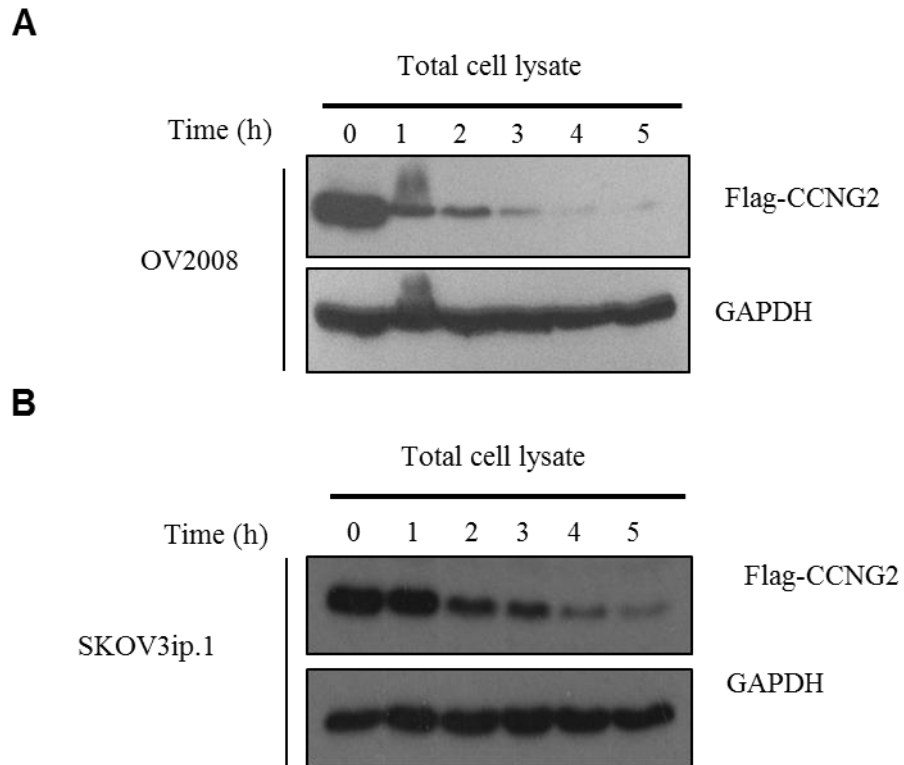 A
Total cell lysate
Time (h) 0 1 2 3 4 5
Flag-CCNG2
OV2008
GAPDH
B
Total cell lysate
Time (h) 0 1 2 3 4 5
Flag-CCNG2
SKOV3ip.1
GAPDH